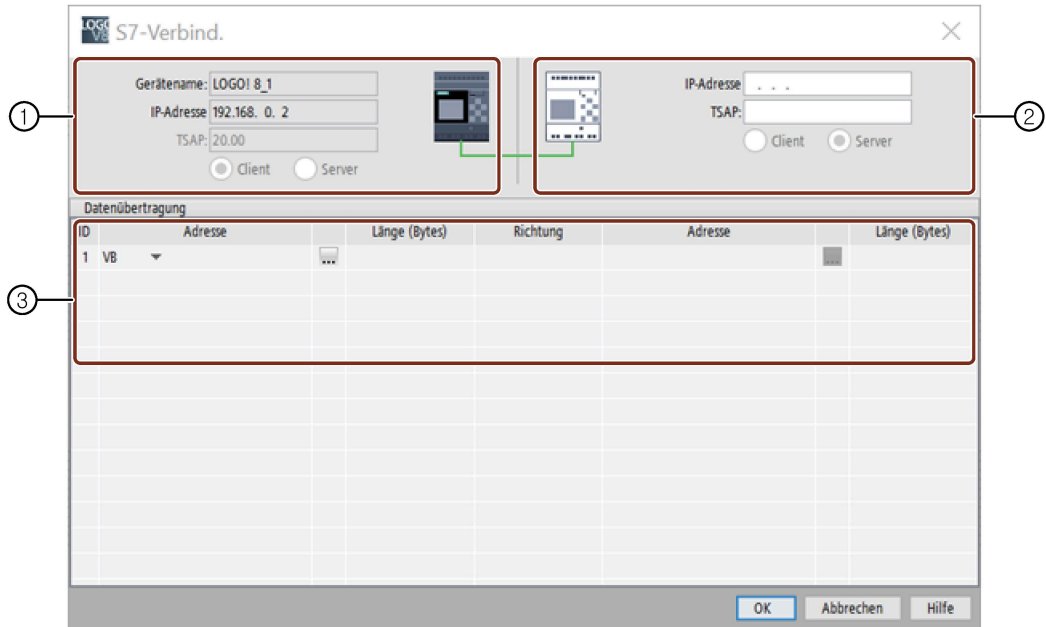 LOGO! V8 S7-Verbind.
Gerätename: LOGO! 8_1
IP-Adresse 192.168. 0. 2
TSAP: 20.00
Client Server
IP-Adresse . . .
TSAP:
Client Server
1
2
Datenübertragung
ID Adresse ... Länge (Bytes) Richtung Adresse Länge (Bytes)
1 VB ... ...
3
OK Abbrechen Hilfe